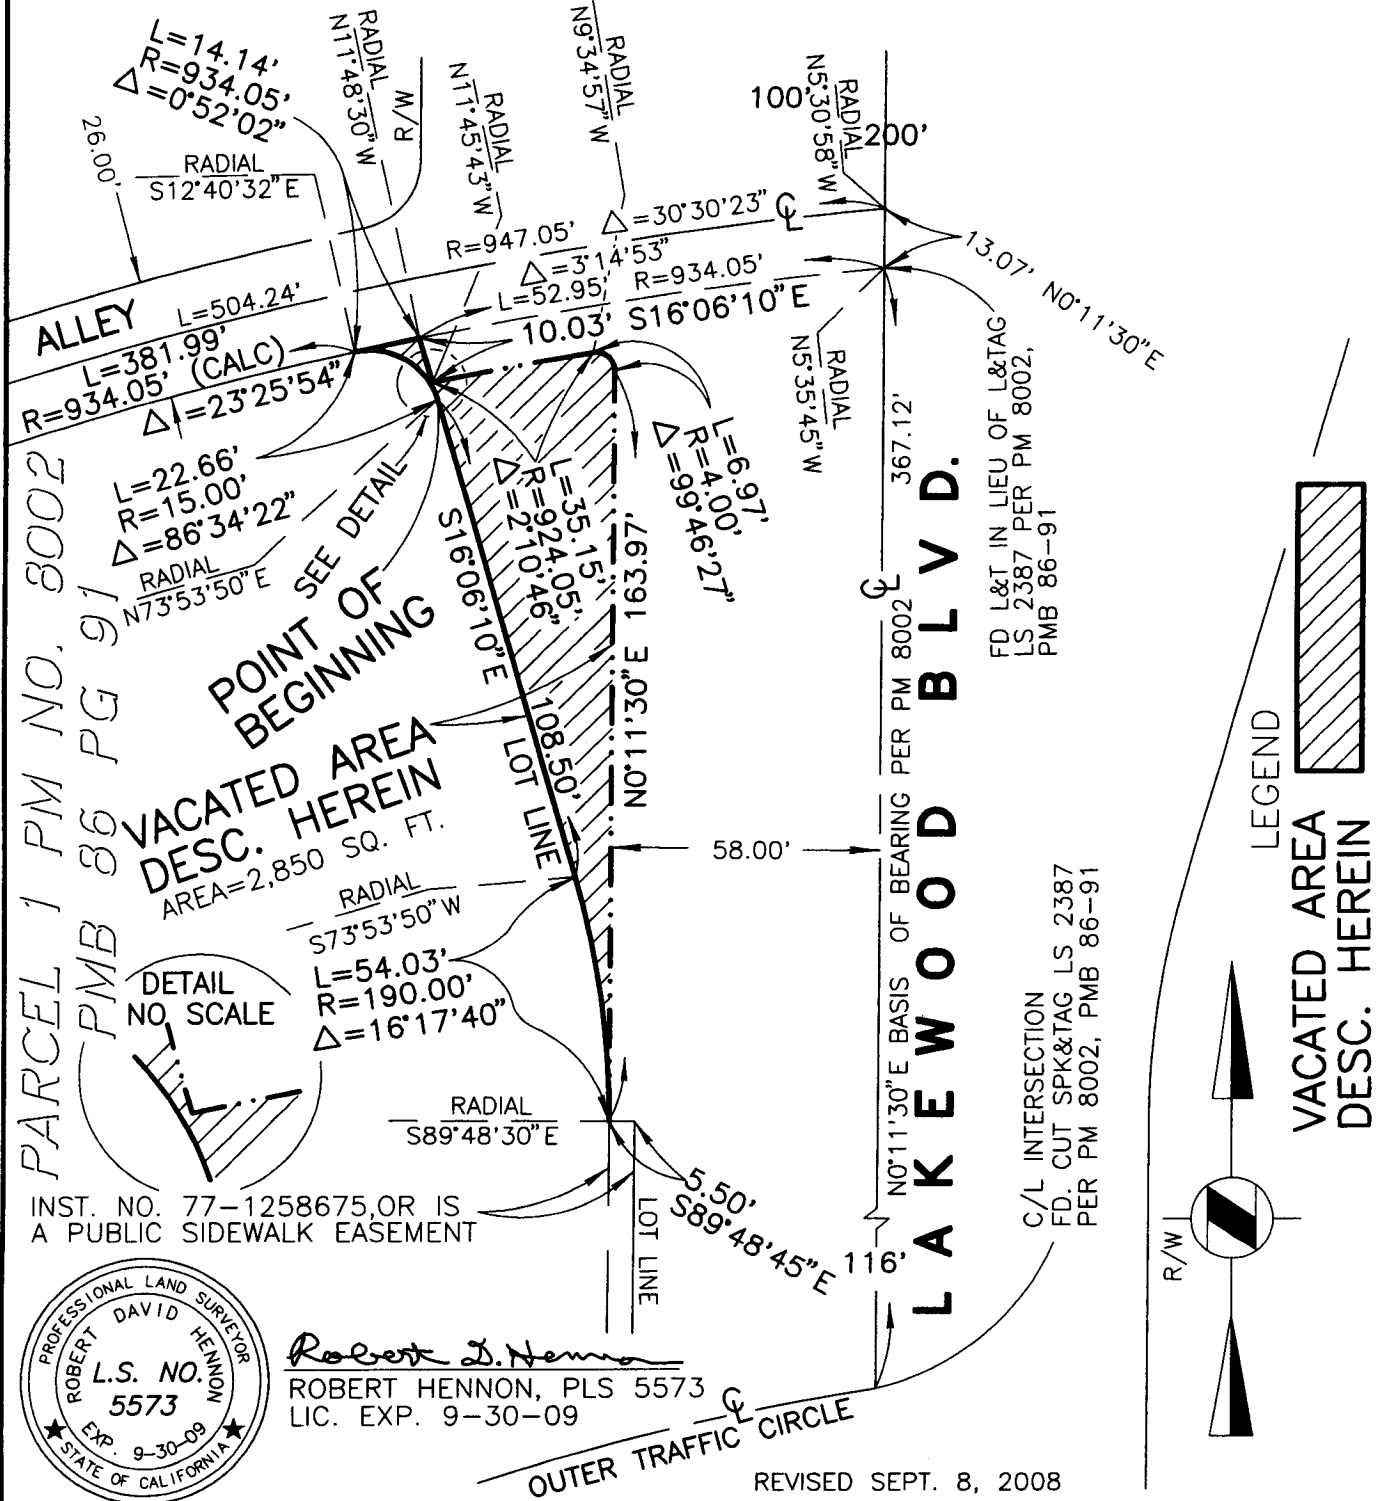 L=14.14'
R=934.05'
△=0°52'02"
RADIAL
N11°48'30"W
R/W
RADIAL
N11°45'43"W
RADIAL
N9°34'57"W
100'
RADIAL
N5°30'58"W
200'
26.00'
RADIAL
S12°40'32"E
R=947.05'
△=30°30'23"
℄
△=3°14'53"
L=52.95'
R=934.05'
10.03'
S16°06'10"E
13.07' N0°11'30"E
ALLEY
L=504.24'
L=381.99'
R=934.05' (CALC)
△=23°25'54"
RADIAL
N5°35'45"W
367.12'
FD L&T IN LIEU OF L&TAG
LS 2387 PER PM 8002,
PMB 86-91
L=22.66'
R=15.00'
△=86°34'22"
RADIAL
N73°53'50"E
SEE DETAIL
L=35.15'
R=924.05'
△=2°10'46"
L=6.97'
R=4.00'
△=99°46'27"
POINT OF
BEGINNING
S16°06'10"E
108.50'
LOT LINE
N0°11'30"E 163.97'
PARCEL 1 PM NO. 8002
PMB 86 PG 91
VACATED AREA
DESC. HEREIN
AREA=2,850 SQ. FT.
58.00'
℄
N0°11'30"E BASIS OF BEARING PER PM 8002
LAKEWOOD BLVD.
RADIAL
S73°53'50"W
L=54.03'
R=190.00'
△=16°17'40"
DETAIL
NO SCALE
RADIAL
S89°48'30"E
INST. NO. 77-1258675,OR IS
A PUBLIC SIDEWALK EASEMENT
5.50'
S89°48'45"E
LOT LINE
116'
C/L INTERSECTION
FD. CUT SPK&TAG LS 2387
PER PM 8002, PMB 86-91
R/W
LEGEND
VACATED AREA
DESC. HEREIN
PROFESSIONAL LAND SURVEYOR
ROBERT DAVID HENNON
L.S. NO.
5573
EXP. 9-30-09
STATE OF CALIFORNIA
Robert D. Hennon
ROBERT HENNON, PLS 5573
LIC. EXP. 9-30-09
℄
OUTER TRAFFIC CIRCLE
REVISED SEPT. 8, 2008